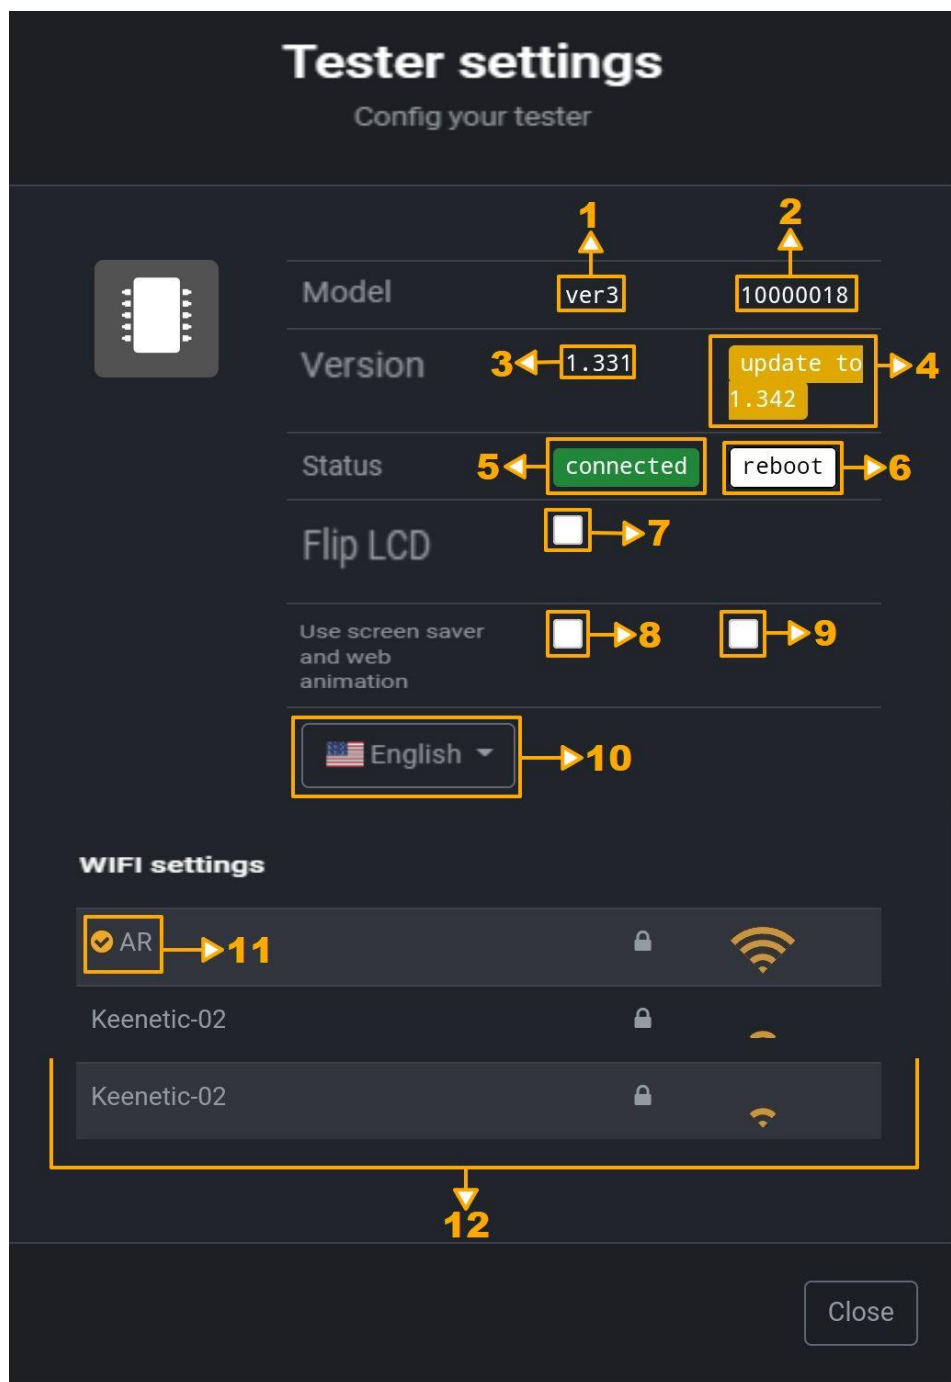 Tester settings
Config your tester
1 2
Model ver3 10000018
Version 3 1.331 update to 4
1.342
Status 5 connected reboot 6
Flip LCD 7
Use screen saver 8 9
and web
animation
English 10
WIFI settings
AR 11
Keenetic-02
Keenetic-02
12
Close